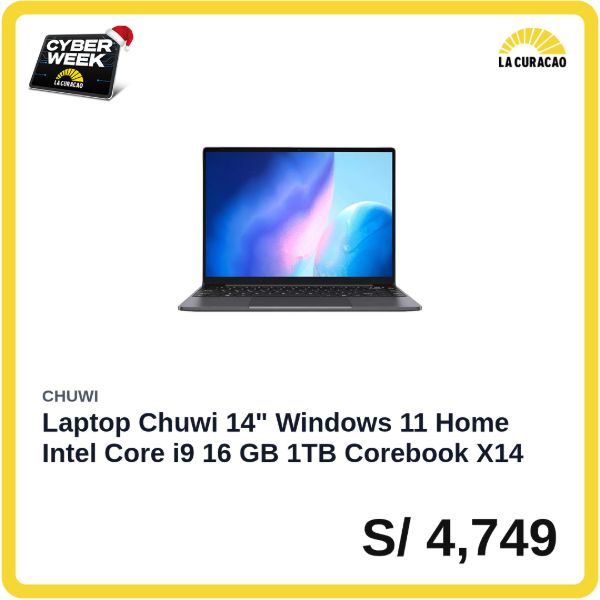 CYBER
WEEK
LA CURACAO
LA CURACAO
CHUWI
Laptop Chuwi 14" Windows 11 Home
Intel Core i9 16 GB 1TB Corebook X14
S/ 4,749